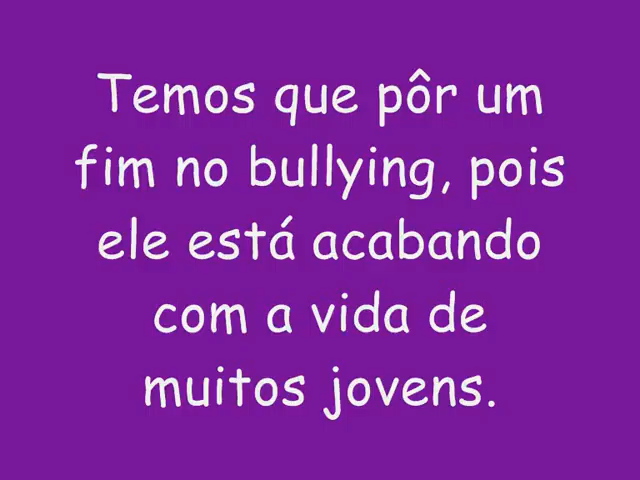 Temos que pôr um
fim no bullying, pois
ele está acabando
com a vida de
muitos jovens.